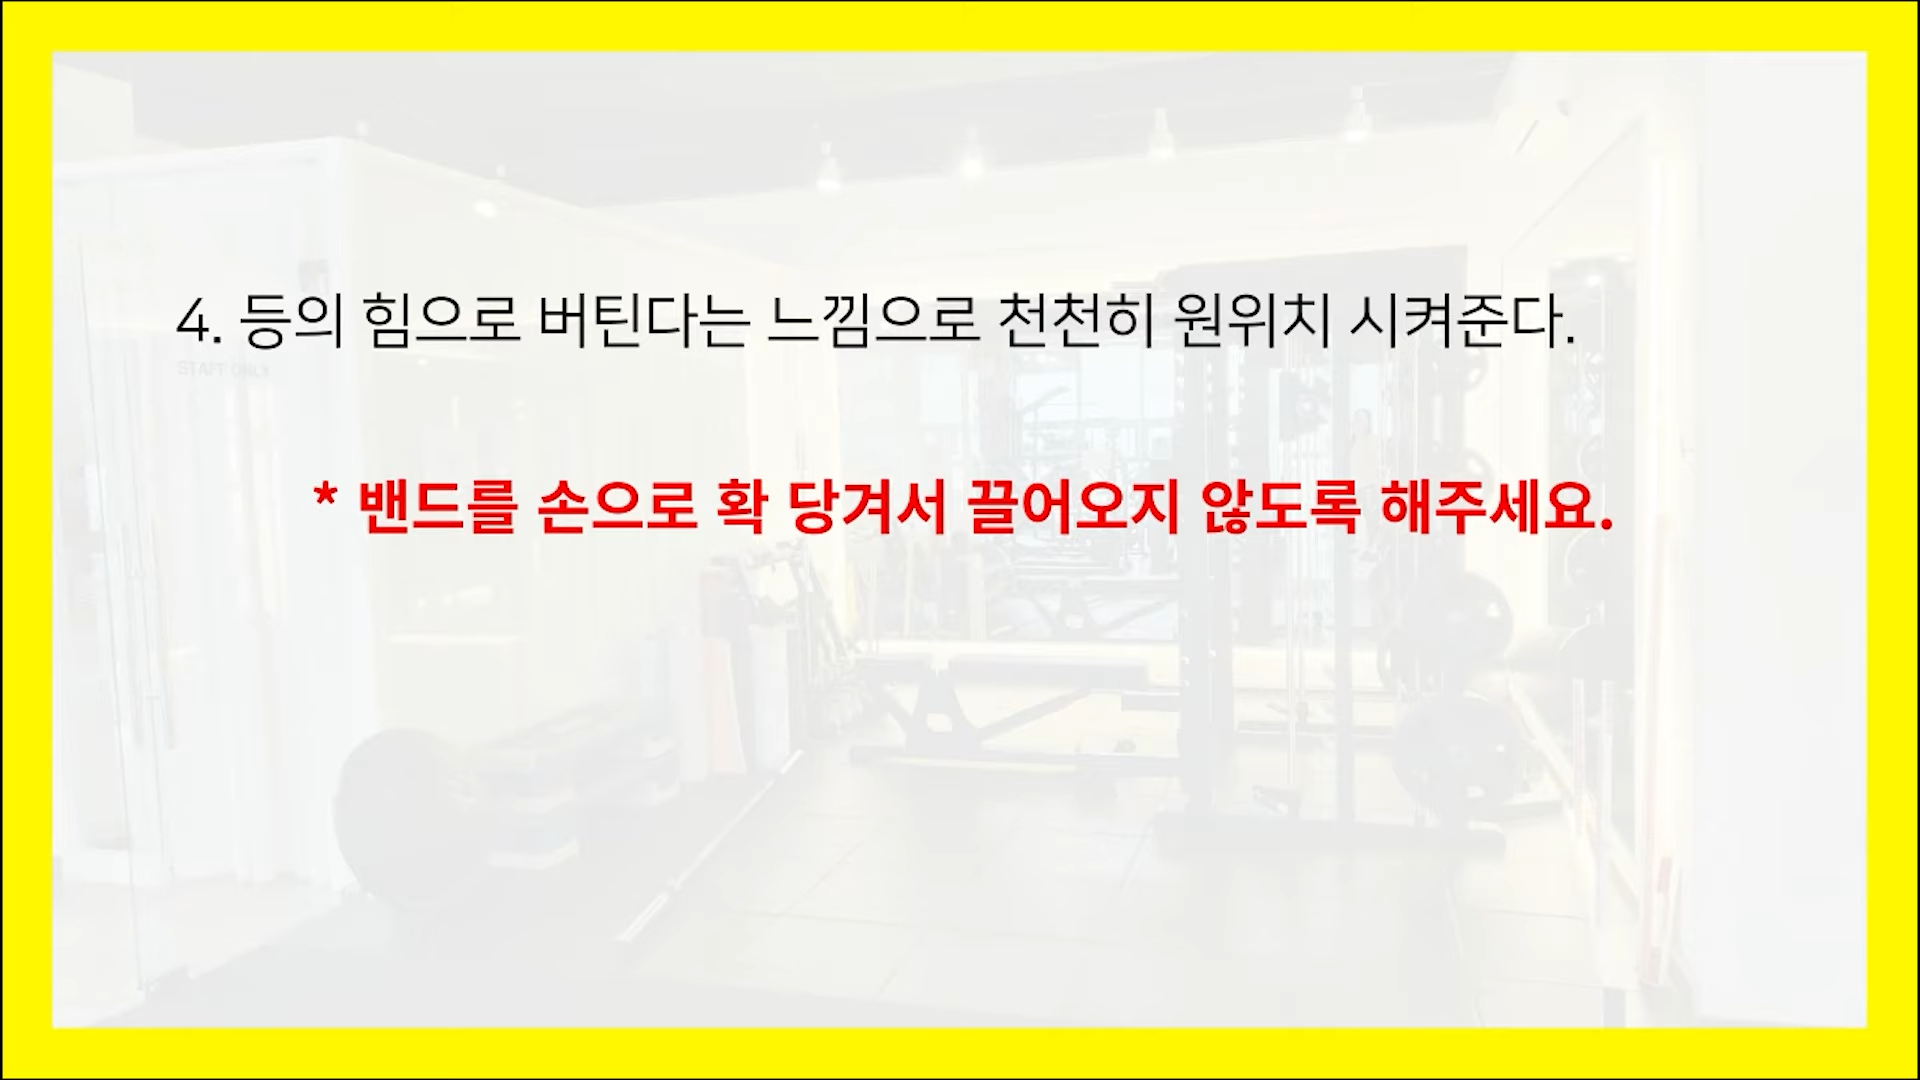 4. 등의 힘으로 버틴다는 느낌으로 천천히 원위치 시켜준다.
STAFF ONLY
* 밴드를 손으로 확 당겨서 끌어오지 않도록 해주세요.